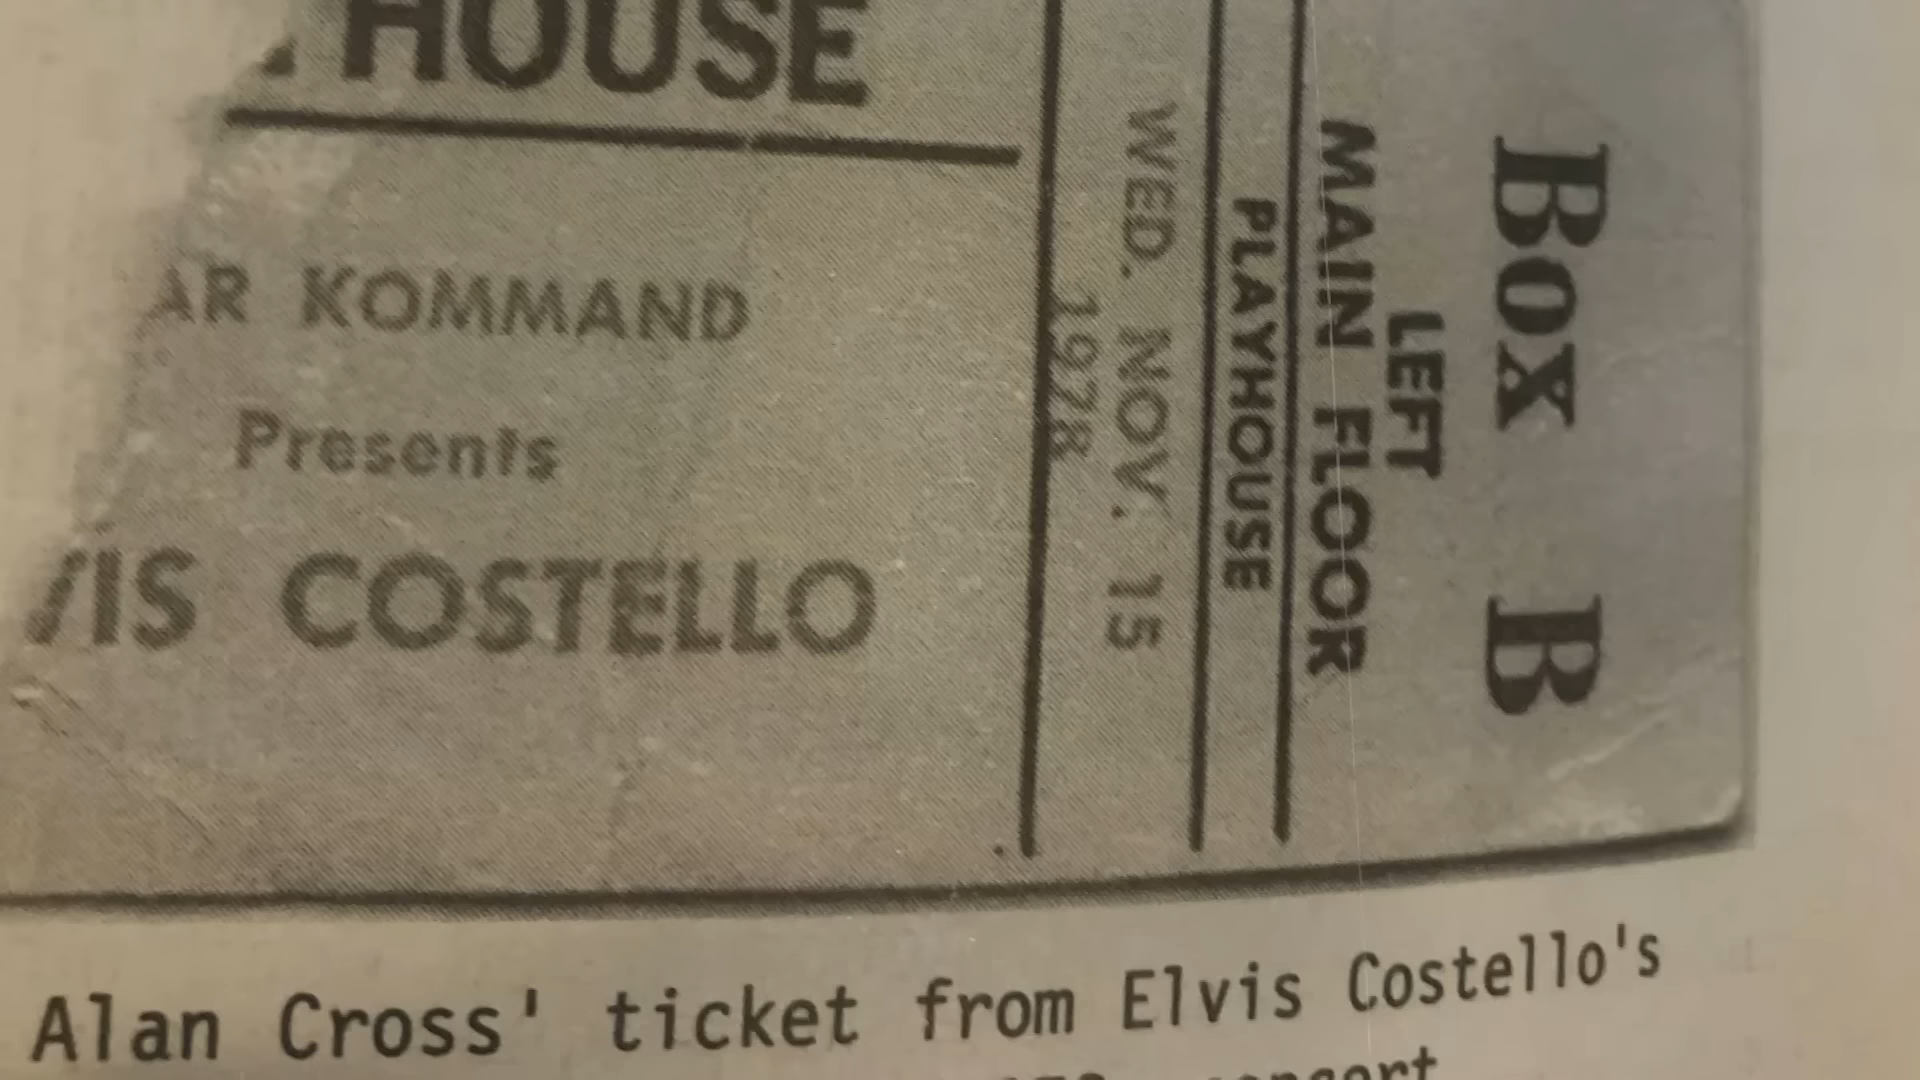 HOUSE
AR KOMMAND
Presents
VIS COSTELLO
WED. NOV. 15
1978
PLAYHOUSE
MAIN FLOOR
LEFT
BOX B
Alan Cross' ticket from Elvis Costello's